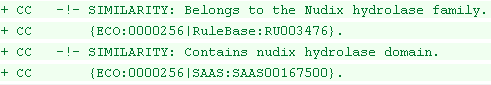 + CC   -!- SIMILARITY: Belongs to the Nudix hydrolase family.
+ CC       {ECO:0000256|RuleBase:RU003476}.
+ CC   -!- SIMILARITY: Contains nudix hydrolase domain.
+ CC       {ECO:0000256|SAAS:SAAS00167500}.